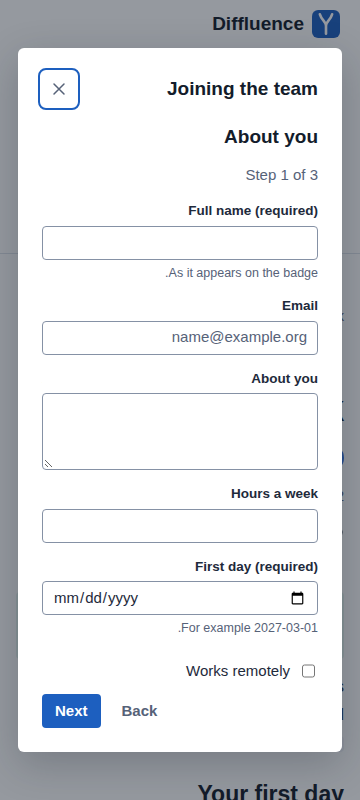 Diffluence
Joining the team
About you
Step 1 of 3
Full name (required)
.As it appears on the badge
Email
name@example.org
About you
Hours a week
First day (required)
mm/dd/yyyy
.For example 2027-03-01
Works remotely
Next
Back
Your first day